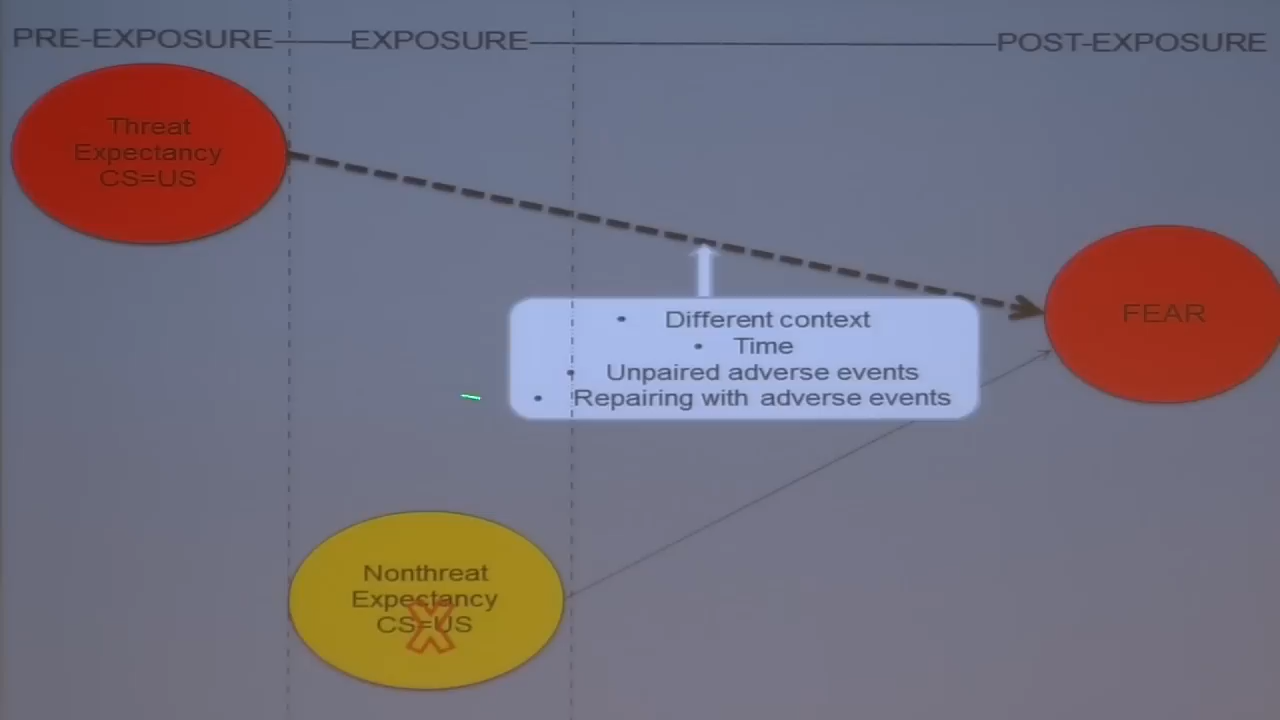 PRE-EXPOSURE EXPOSURE POST-EXPOSURE
Threat
Expectancy
CS=US
• Different context
• Time
• Unpaired adverse events
• Repairing with adverse events
FEAR
Nonthreat
Expectancy
CS=US
X